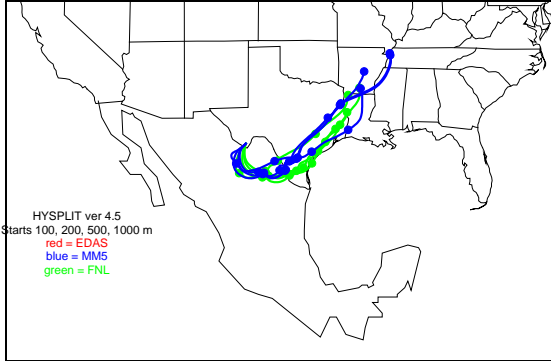 HYSPLIT ver 4.5
Starts 100, 200, 500, 1000 m
red = EDAS
blue = MM5
green = FNL